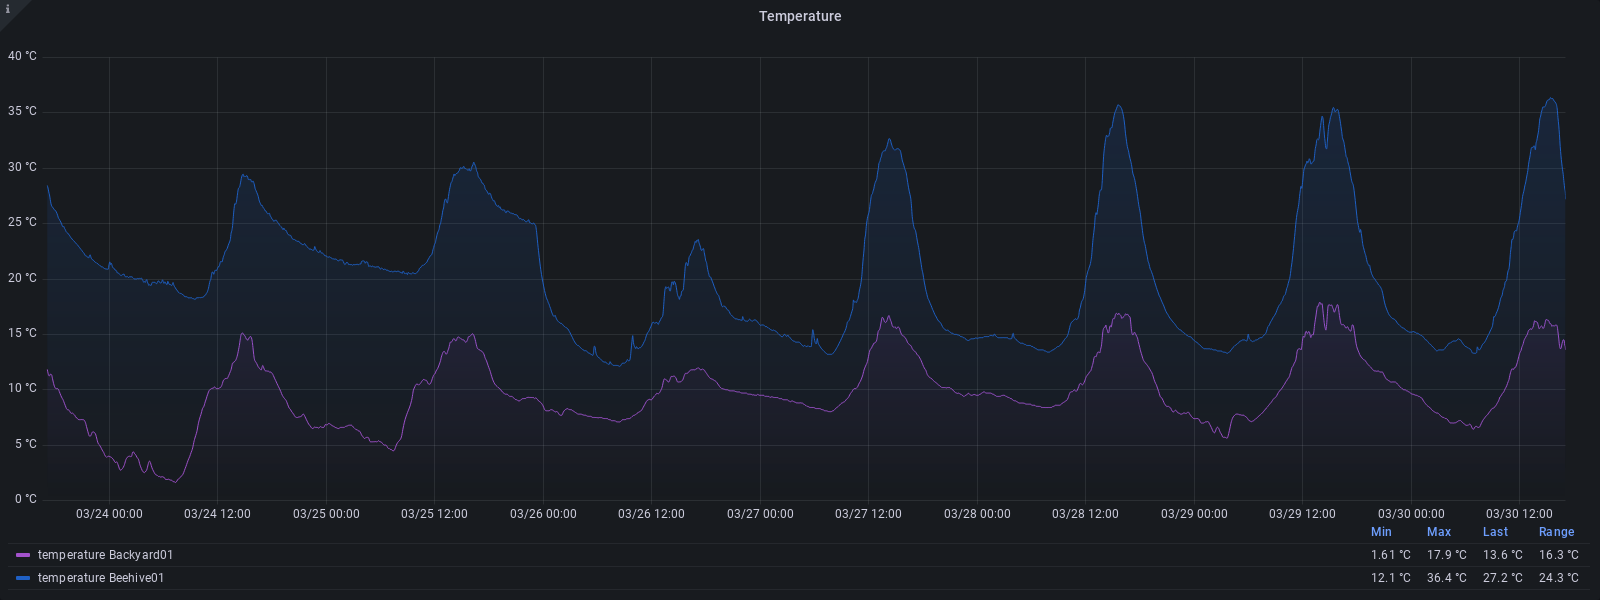 i
Temperature
40 °C
35 °C
30 °C
25 °C
20 °C
15 °C
10 °C
5 °C
0 °C
03/24 00:00 03/24 12:00 03/25 00:00 03/25 12:00 03/26 00:00 03/26 12:00 03/27 00:00 03/27 12:00 03/28 00:00 03/28 12:00 03/29 00:00 03/29 12:00 03/30 00:00 03/30 12:00
Min Max Last Range
temperature Backyard01 1.61 °C 17.9 °C 13.6 °C 16.3 °C
temperature Beehive01 12.1 °C 36.4 °C 27.2 °C 24.3 °C